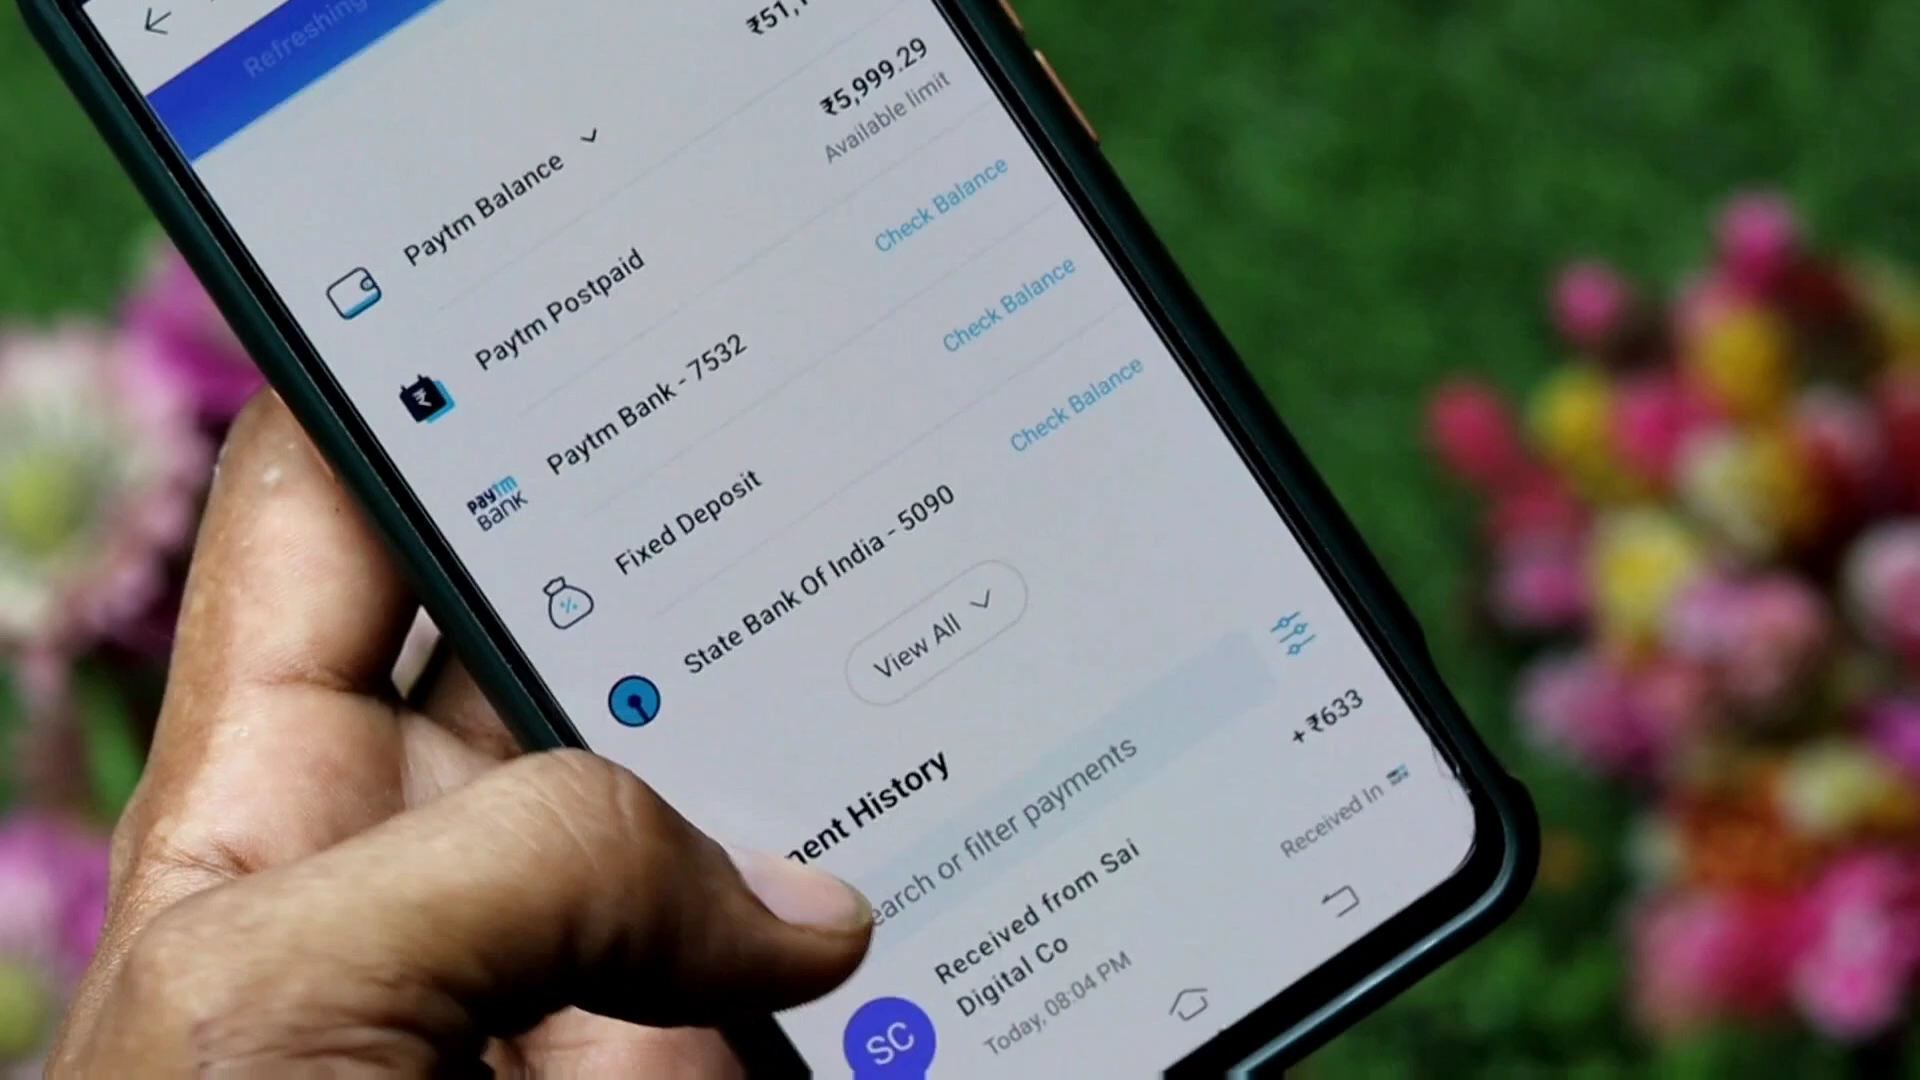 Refreshing
₹51,1
Paytm Balance
₹5,999.29
Paytm Postpaid
Available limit
₹
Paytm Bank - 7532
Check Balance
paytm
BANK
Fixed Deposit
Check Balance
%
State Bank Of India - 5090
Check Balance
View All
ment History
earch or filter payments
Received from Sai
Digital Co
+ ₹633
Today, 08:04 PM
Received In
SC